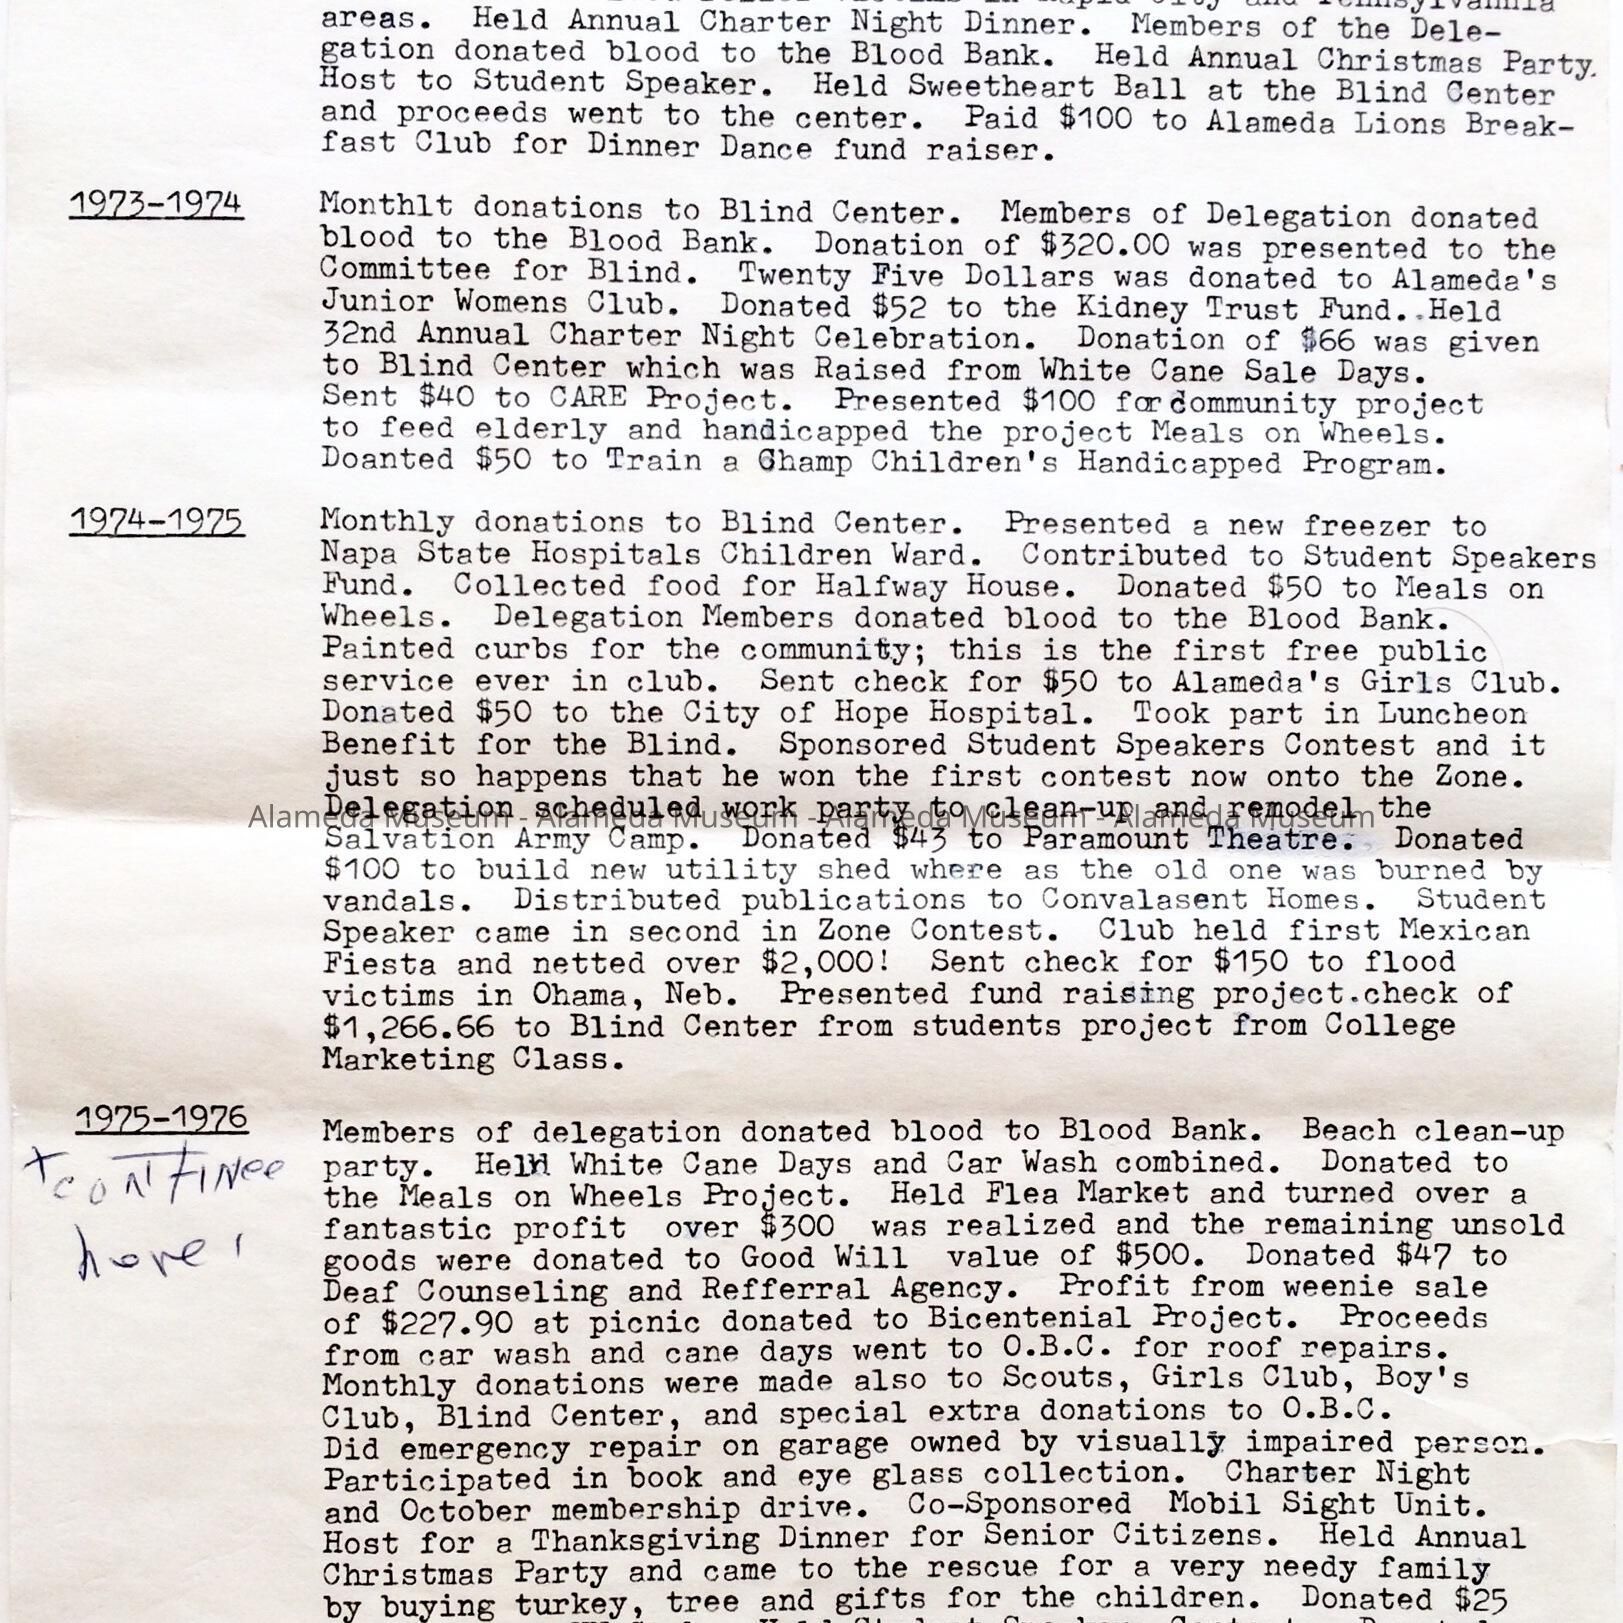 in Rapid City and Pennsylvannia
areas. Held Annual Charter Night Dinner. Members of the Dele-
gation donated blood to the Blood Bank. Held Annual Christmas Party.
Host to Student Speaker. Held Sweetheart Ball at the Blind Center
and proceeds went to the center. Paid $100 to Alameda Lions Break-
fast Club for Dinner Dance fund raiser.
1973-1974
Monthlt donations to Blind Center. Members of Delegation donated
blood to the Blood Bank. Donation of $320.00 was presented to the
Committee for Blind. Twenty Five Dollars was donated to Alameda's
Junior Womens Club. Donated $52 to the Kidney Trust Fund..Held
32nd Annual Charter Night Celebration. Donation of $66 was given
to Blind Center which was Raised from White Cane Sale Days.
Sent $40 to CARE Project. Presented $100 for community project
to feed elderly and handicapped the project Meals on Wheels.
Doanted $50 to Train a Champ Children's Handicapped Program.
1974-1975
Monthly donations to Blind Center. Presented a new freezer to
Napa State Hospitals Children Ward. Contributed to Student Speakers
Fund. Collected food for Halfway House. Donated $50 to Meals on
Wheels. Delegation Members donated blood to the Blood Bank.
Painted curbs for the community; this is the first free public
service ever in club. Sent check for $50 to Alameda's Girls Club.
Donated $50 to the City of Hope Hospital. Took part in Luncheon
Benefit for the Blind. Sponsored Student Speakers Contest and it
just so happens that he won the first contest now onto the Zone.
Delegation scheduled work party to clean-up and remodel the
Alameda Museum - Alameda Museum - Alameda Museum - Alameda Museum
Salvation Army Camp. Donated $43 to Paramount Theatre. Donated
$100 to build new utility shed where as the old one was burned by
vandals. Distributed publications to Convalasent Homes. Student
Speaker came in second in Zone Contest. Club held first Mexican
Fiesta and netted over $2,000! Sent check for $150 to flood
victims in Ohama, Neb. Presented fund raising project.check of
$1,266.66 to Blind Center from students project from College
Marketing Class.
1975-1976
Members of delegation donated blood to Blood Bank. Beach clean-up
party. Held White Cane Days and Car Wash combined. Donated to
the Meals on Wheels Project. Held Flea Market and turned over a
fantastic profit over $300 was realized and the remaining unsold
goods were donated to Good Will value of $500. Donated $47 to
Deaf Counseling and Refferral Agency. Profit from weenie sale
of $227.90 at picnic donated to Bicentenial Project. Proceeds
from car wash and cane days went to O.B.C. for roof repairs.
Monthly donations were made also to Scouts, Girls Club, Boy's
Club, Blind Center, and special extra donations to O.B.C.
Did emergency repair on garage owned by visually impaired person.
Participated in book and eye glass collection. Charter Night
and October membership drive. Co-Sponsored Mobil Sight Unit.
Host for a Thanksgiving Dinner for Senior Citizens. Held Annual
Christmas Party and came to the rescue for a very needy family
by buying turkey, tree and gifts for the children. Donated $25